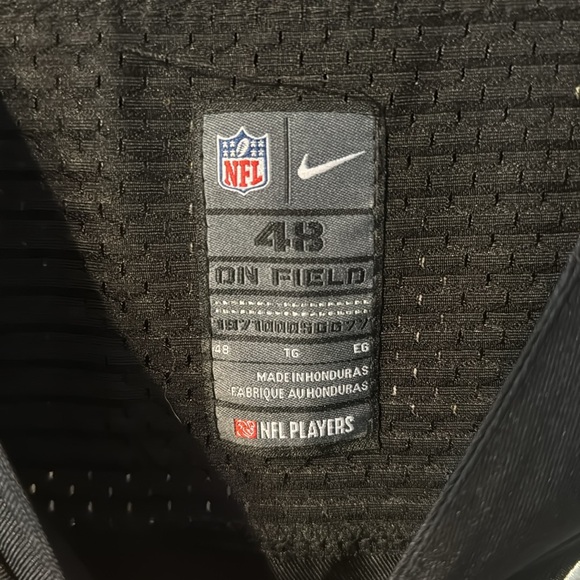 NFL
48
ON FIELD
48 TG EG
MADE IN HONDURAS
FABRIQUE AU HONDURAS
NFL PLAYERS